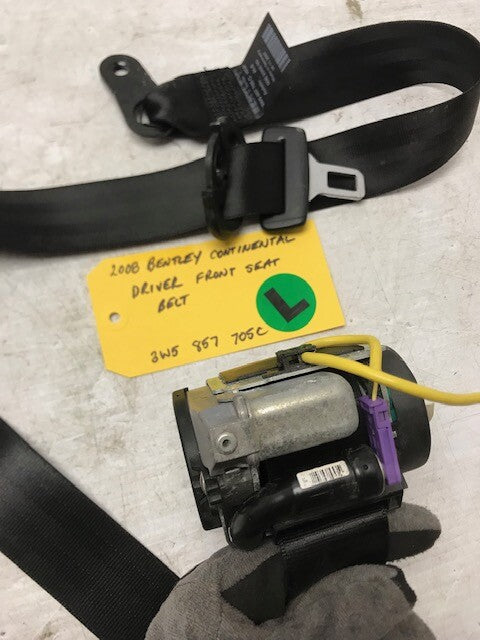 2008 BENTLEY CONTINENTAL
DRIVER FRONT SEAT
BELT
L
3W5 857 705C